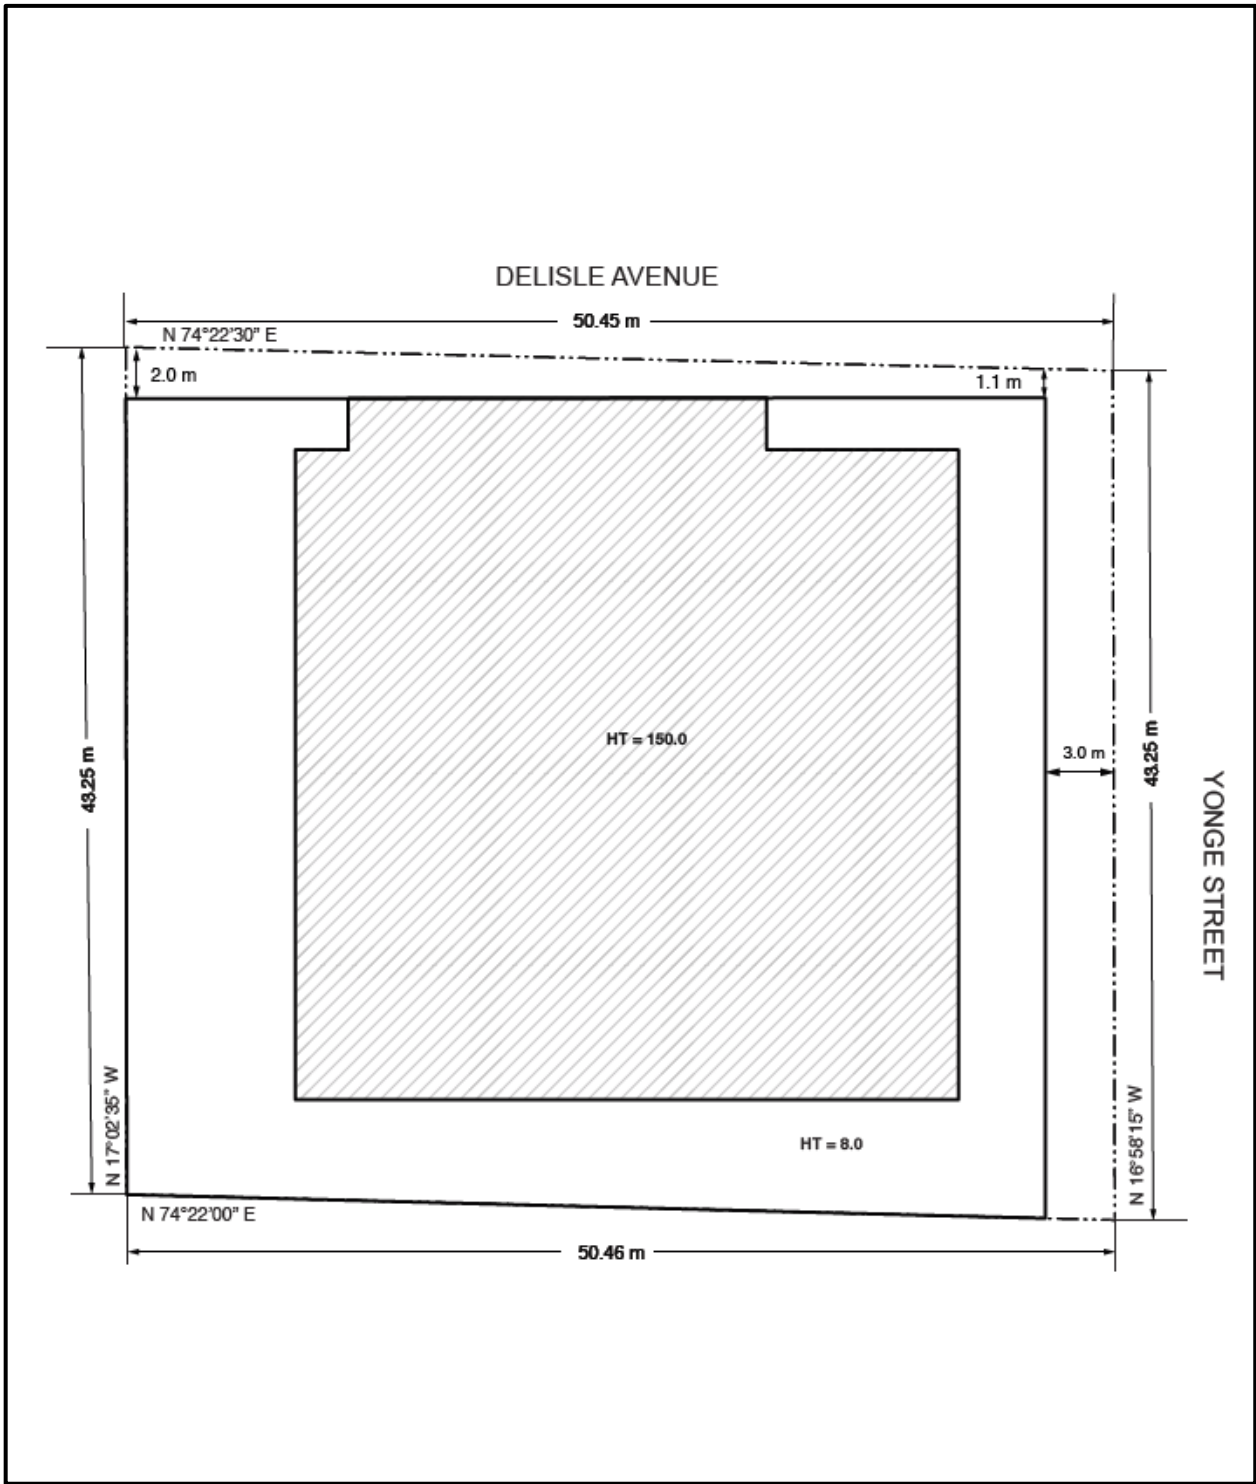 DELISLE AVENUE
50.45 m
N 74°22'30" E
2.0 m
1.1 m
HT = 150.0
43.25 m
3.0 m
43.25 m
YONGE STREET
N 17°02'35" W
HT = 8.0
N 16°58'15" W
N 74°22'00" E
50.46 m